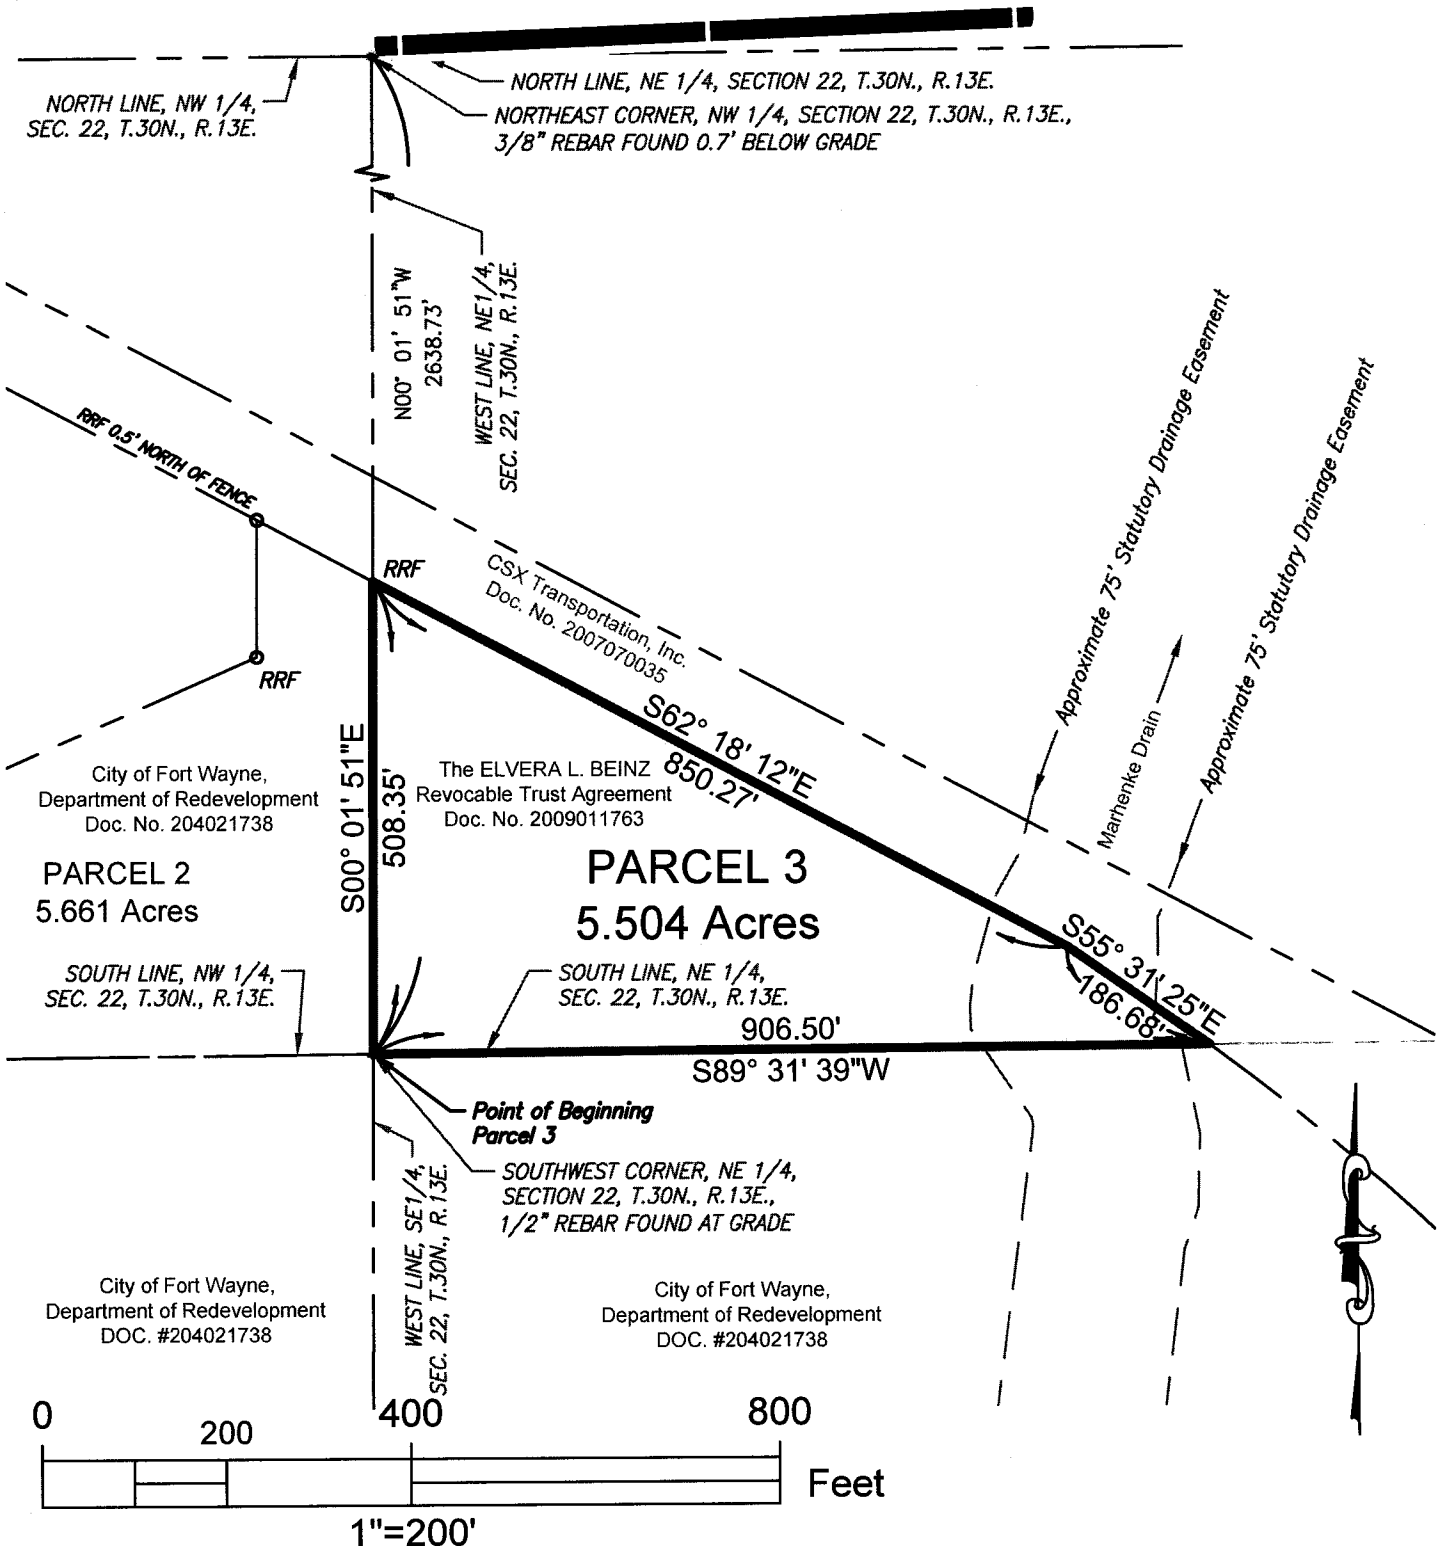 NORTH LINE, NW 1/4,
SEC. 22, T.30N., R.13E.
NORTH LINE, NE 1/4, SECTION 22, T.30N., R.13E.
NORTHEAST CORNER, NW 1/4, SECTION 22, T.30N., R.13E.,
3/8" REBAR FOUND 0.7' BELOW GRADE
N00° 01' 51"W
2638.73'
WEST LINE, NE1/4,
SEC. 22, T.30N., R.13E.
RRF 0.5' NORTH OF FENCE
RRF
RRF
CSX Transportation, Inc.
Doc. No. 2007070035
Approximate 75' Statutory Drainage Easement
Approximate 75' Statutory Drainage Easement
Marhenke Drain
S62° 18' 12"E
850.27'
City of Fort Wayne,
Department of Redevelopment
Doc. No. 204021738
S00° 01' 51"E
508.35'
The ELVERA L. BEINZ
Revocable Trust Agreement
Doc. No. 2009011763
PARCEL 2
5.661 Acres
PARCEL 3
5.504 Acres
S55° 31' 25"E
186.68'
SOUTH LINE, NW 1/4,
SEC. 22, T.30N., R.13E.
SOUTH LINE, NE 1/4,
SEC. 22, T.30N., R.13E.
906.50'
S89° 31' 39"W
Point of Beginning
Parcel 3
SOUTHWEST CORNER, NE 1/4,
SECTION 22, T.30N., R.13E.,
1/2" REBAR FOUND AT GRADE
WEST LINE, SE1/4,
SEC. 22, T.30N., R.13E.
City of Fort Wayne,
Department of Redevelopment
DOC. #204021738
City of Fort Wayne,
Department of Redevelopment
DOC. #204021738
0
200
400
800
Feet
1"=200'